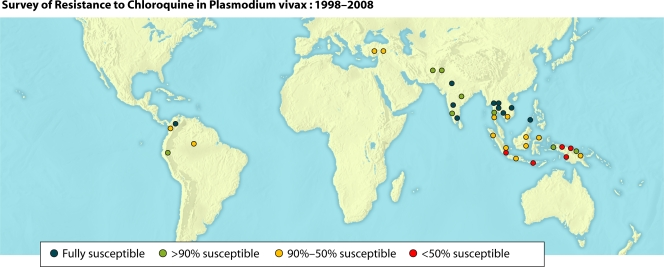 Survey of Resistance to Chloroquine in Plasmodium vivax : 1998–2008
Fully susceptible >90% susceptible 90%–50% susceptible <50% susceptible